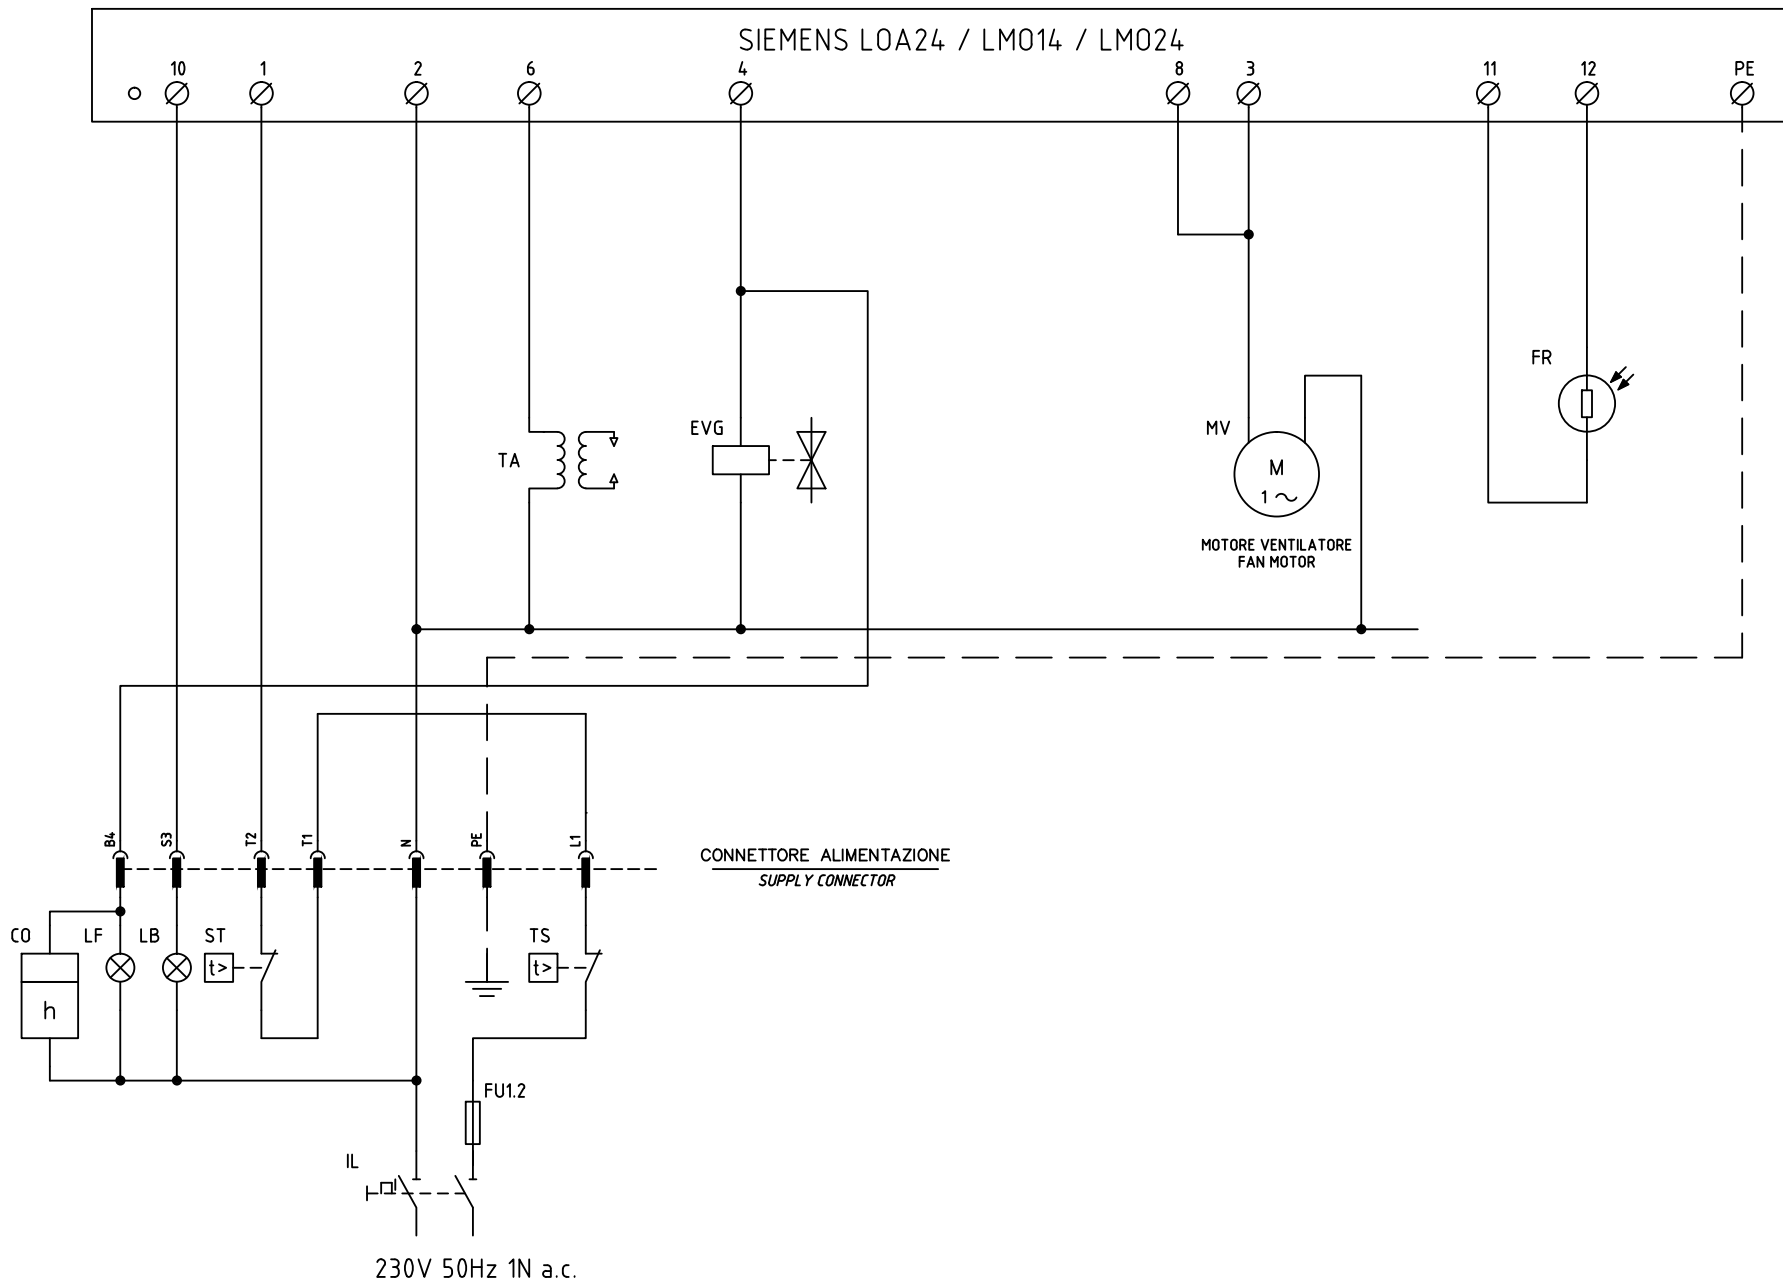 SIEMENS LOA24 / LMO14 / LMO24
10 1 2 6 4 8 3 11 12 PE
FR
EVG
MV
TA
M
1~
MOTORE VENTILATORE
FAN MOTOR
B4 S3 T2 T1 N PE L1
CONNETTORE ALIMENTAZIONE
SUPPLY CONNECTOR
CO LF LB ST TS
t> t>
h
FU1.2
IL
230V 50Hz 1N a.c.